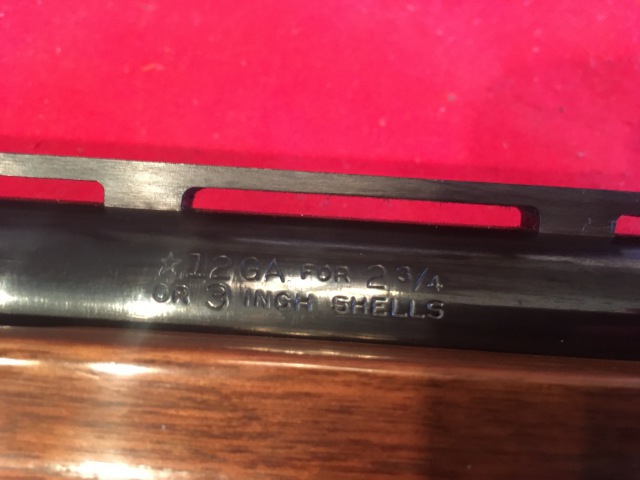 ☆12GA. FOR 2 3/4
OR 3 INCH SHELLS